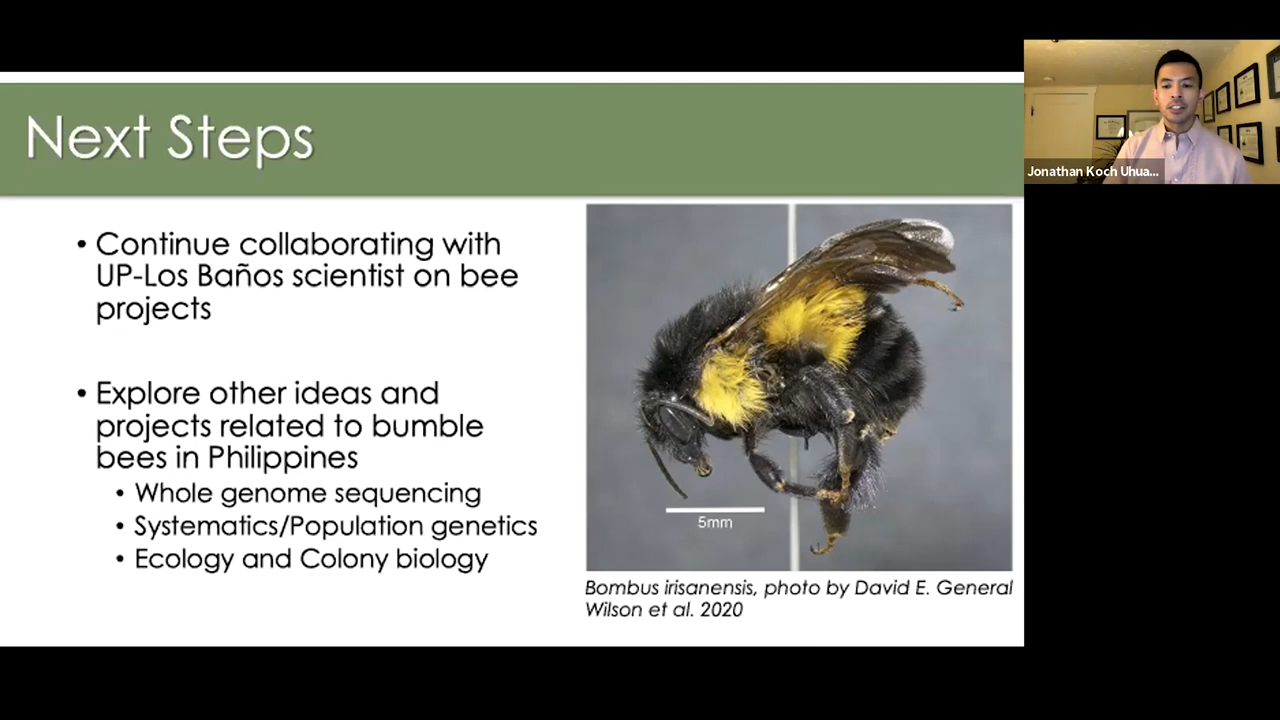 Next Steps
• Continue collaborating with
UP-Los Baños scientist on bee
projects
• Explore other ideas and
projects related to bumble
bees in Philippines
• Whole genome sequencing
• Systematics/Population genetics
• Ecology and Colony biology
5mm
Bombus irisanensis, photo by David E. General
Wilson et al. 2020
Jonathan Koch Uhua...